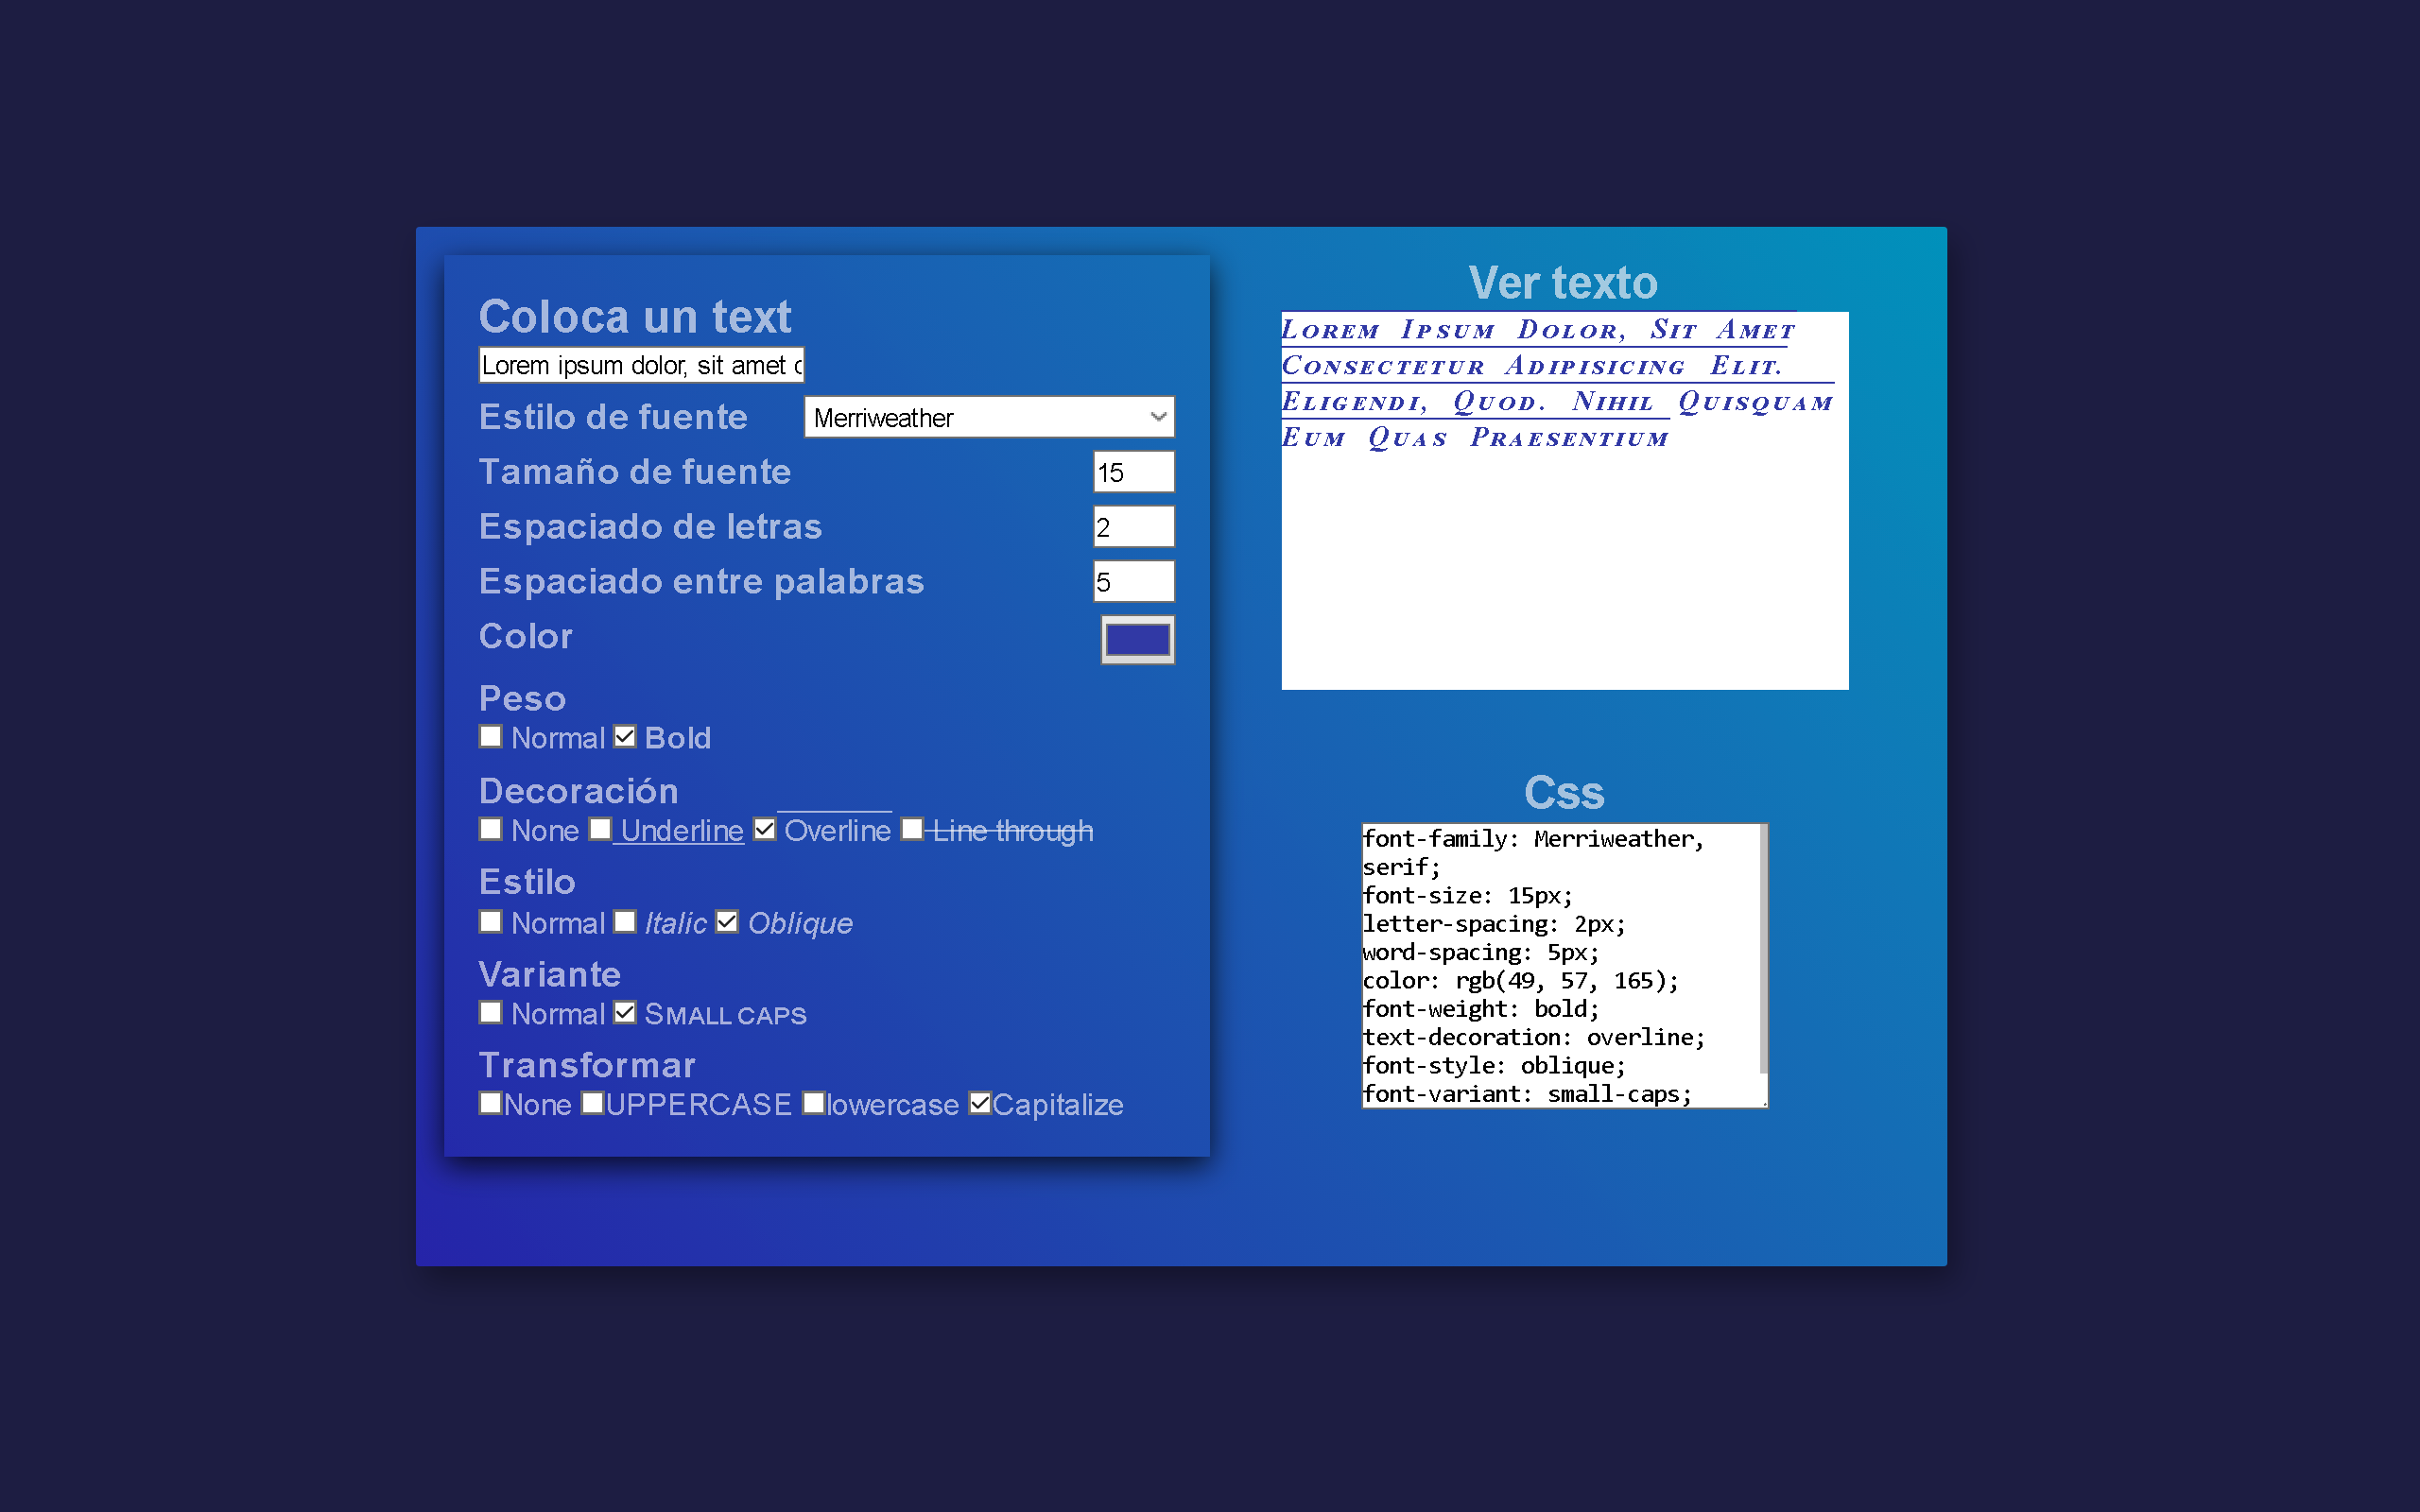 Coloca un text
Lorem ipsum dolor, sit amet
Estilo de fuente
Merriweather
Tamaño de fuente
15
Espaciado de letras
2
Espaciado entre palabras
5
Color
Peso
Normal Bold
Decoración
None Underline Overline Line through
Estilo
Normal Italic Oblique
Variante
Normal Small caps
Transformar
None UPPERCASE lowercase Capitalize
Ver texto
Lorem Ipsum Dolor, Sit Amet
Consectetur Adipisicing Elit.
Eligendi, Quod. Nihil Quisquam
Eum Quas Praesentium
Css
font-family: Merriweather,
serif;
font-size: 15px;
letter-spacing: 2px;
word-spacing: 5px;
color: rgb(49, 57, 165);
font-weight: bold;
text-decoration: overline;
font-style: oblique;
font-variant: small-caps;